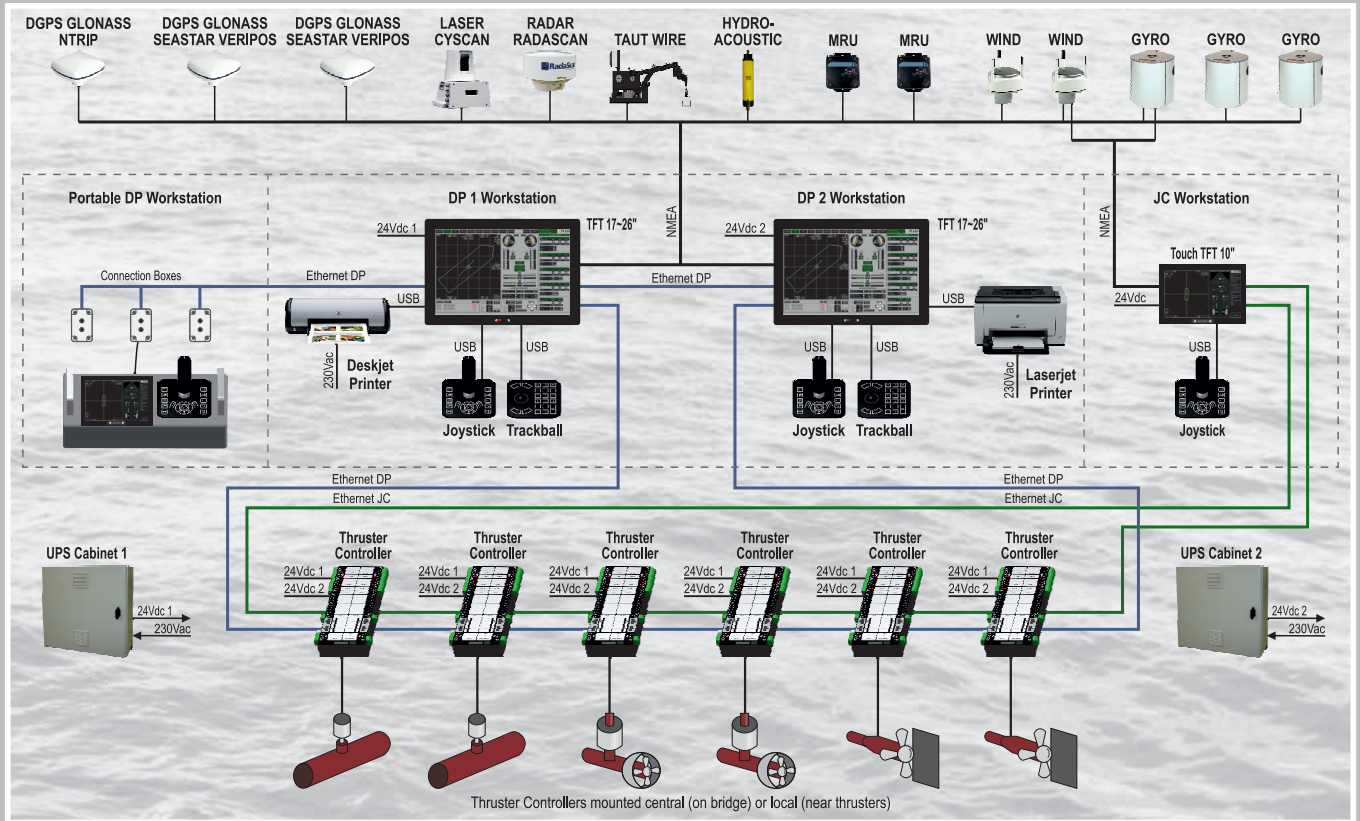 DGPS GLONASS
NTRIP
DGPS GLONASS
SEASTAR VERIPOS
DGPS GLONASS
SEASTAR VERIPOS
LASER
CYSCAN
RADAR
RADASCAN
TAUT WIRE
HYDRO-
ACOUSTIC
MRU
MRU
WIND
WIND
GYRO
GYRO
GYRO
Portable DP Workstation
DP 1 Workstation
DP 2 Workstation
JC Workstation
NMEA
NMEA
24Vdc 1
TFT 17~26"
24Vdc 2
TFT 17~26"
Touch TFT 10"
24Vdc
Connection Boxes
Ethernet DP
Ethernet DP
USB
USB
USB
USB
USB
USB
USB
230Vac
Deskjet
Printer
230Vac
Laserjet
Printer
Joystick
Trackball
Joystick
Trackball
Joystick
Ethernet DP
Ethernet JC
Ethernet DP
Ethernet JC
UPS Cabinet 1
24Vdc 1
230Vac
Thruster
Controller
24Vdc 1
24Vdc 2
Thruster
Controller
24Vdc 1
24Vdc 2
Thruster
Controller
24Vdc 1
24Vdc 2
Thruster
Controller
24Vdc 1
24Vdc 2
Thruster
Controller
24Vdc 1
24Vdc 2
Thruster
Controller
24Vdc 1
24Vdc 2
UPS Cabinet 2
24Vdc 2
230Vac
Thruster Controllers mounted central (on bridge) or local (near thrusters)